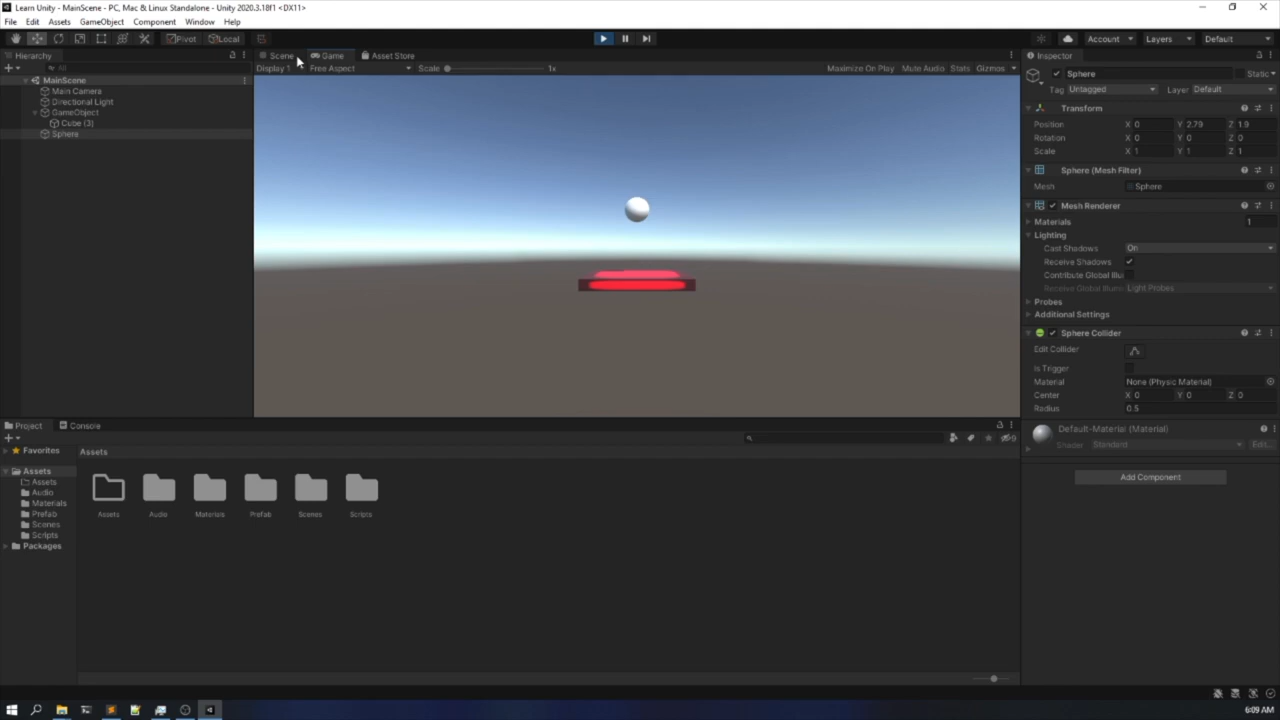 Learn Unity - MainScene - PC, Mac & Linux Standalone - Unity 2020.3.18f1 <DX11>
File Edit Assets GameObject Component Window Help
Pivot Local Account Layers Default
Hierarchy
All
MainScene
Main Camera
Directional Light
GameObject
Cube (3)
Sphere
Scene Game Asset Store
Display 1 Free Aspect Scale 1x Maximize On Play Mute Audio Stats Gizmos
Inspector
Sphere Static
Tag Untagged Layer Default
Transform
Position X 0 Y 2.79 Z 1.9
Rotation X 0 Y 0 Z 0
Scale X 1 Y 1 Z 1
Sphere (Mesh Filter)
Mesh Sphere
Mesh Renderer
Materials 1
Lighting
Cast Shadows On
Receive Shadows
Contribute Global Illu
Receive Global Illumi Light Probes
Probes
Additional Settings
Sphere Collider
Edit Collider
Is Trigger
Material None (Physic Material)
Center X 0 Y 0 Z 0
Radius 0.5
Default-Material (Material)
Shader Standard Edit...
Add Component
Project Console
Favorites
Assets
Assets
Audio
Materials
Prefab
Scenes
Scripts
Packages
Assets
Assets Audio Materials Prefab Scenes Scripts
9
6:09 AM